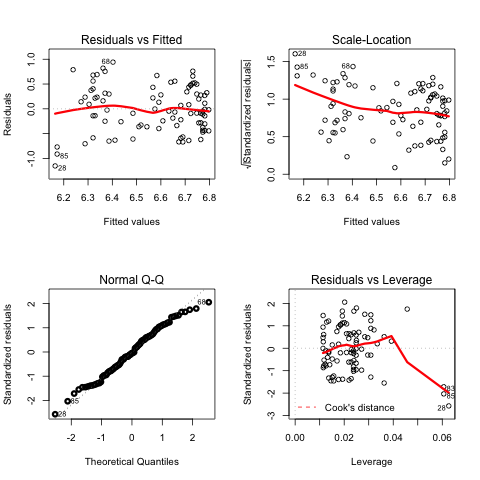 Residuals vs Fitted
Residuals
-1.0 0.0 0.5 1.0
68
85
28
6.2 6.3 6.4 6.5 6.6 6.7 6.8
Fitted values
Scale-Location
√|Standardized residuals|
0.0 0.5 1.0 1.5
28
85
68
6.2 6.3 6.4 6.5 6.6 6.7 6.8
Fitted values
Normal Q-Q
Standardized residuals
-2 -1 0 1 2
68
85
28
-2 -1 0 1 2
Theoretical Quantiles
Residuals vs Leverage
Standardized residuals
-3 -2 -1 0 1 2
83
85
28
Cook's distance
0.00 0.02 0.04 0.06
Leverage